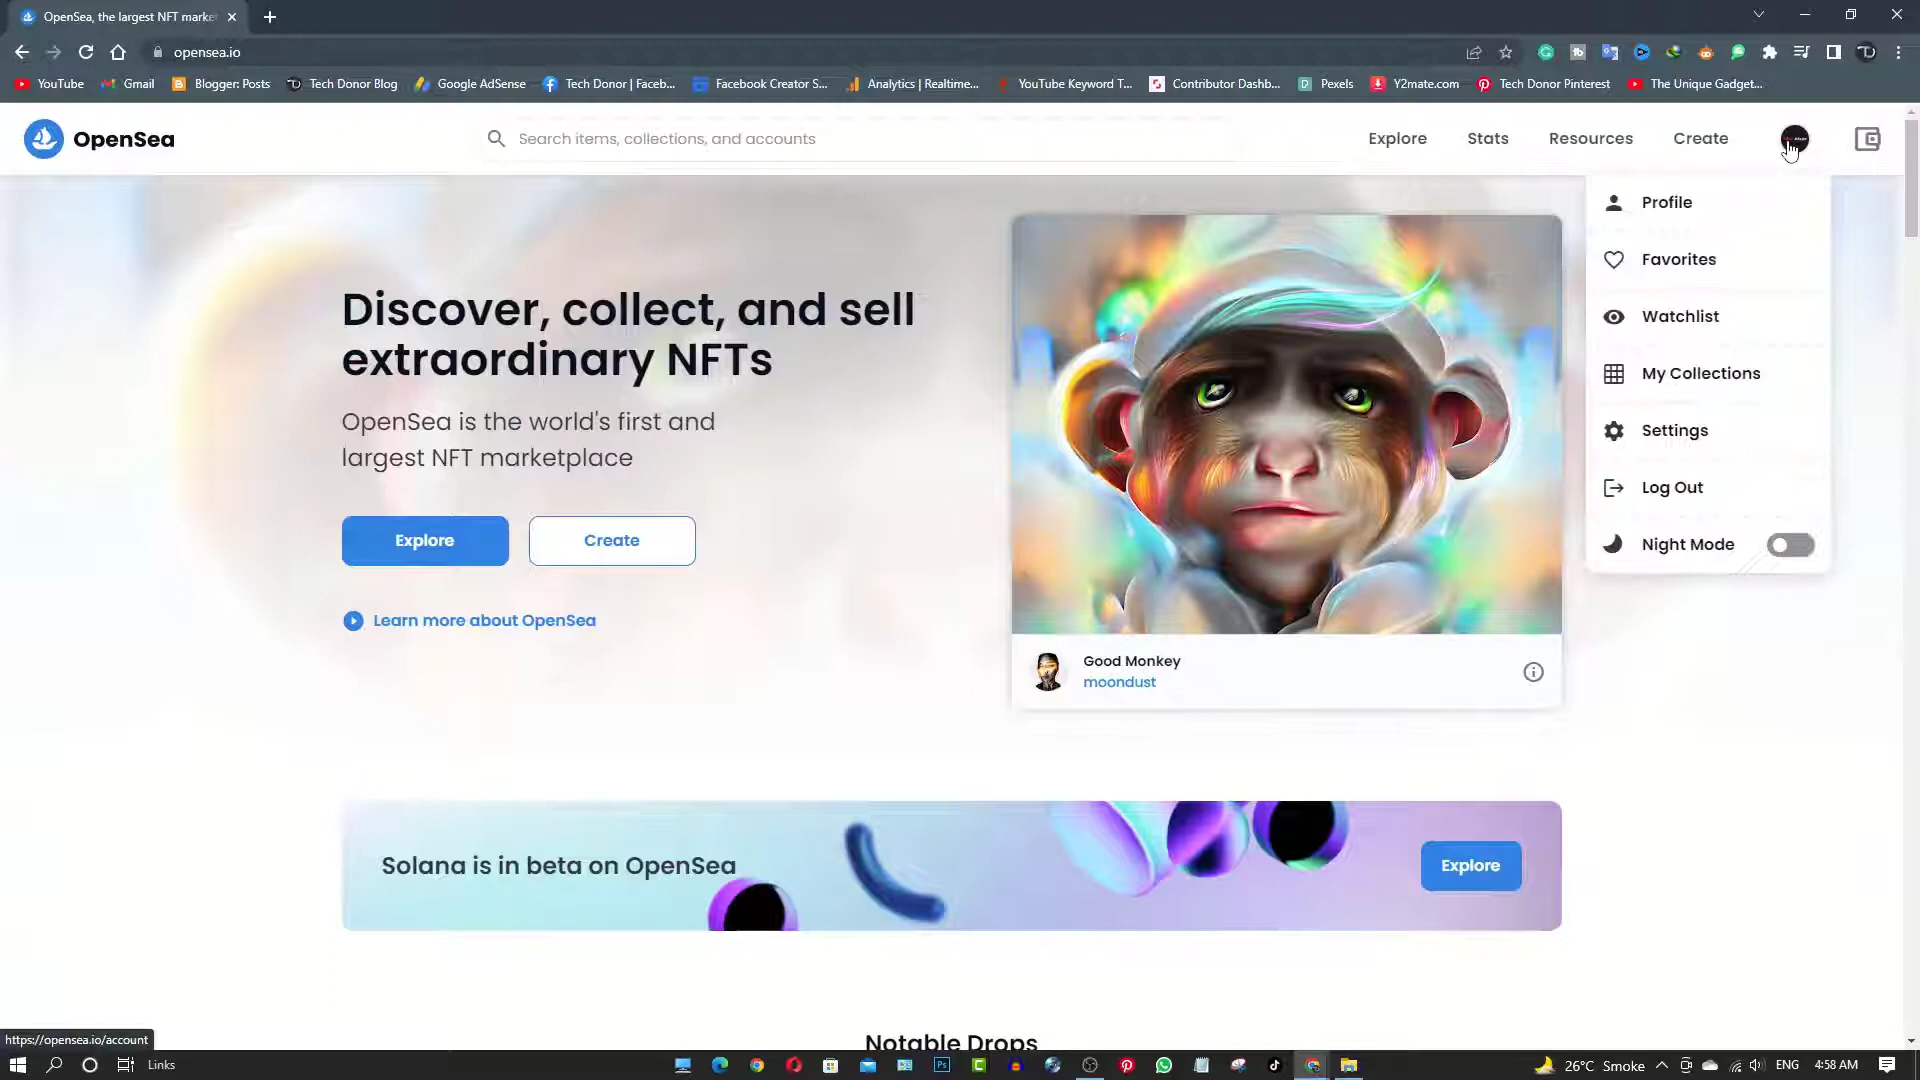 OpenSea, the largest NFT marke
opensea.io
YouTube
Gmail
Blogger: Posts
Tech Donor Blog
Google AdSense
Tech Donor | Faceb...
Facebook Creator S...
Analytics | Realtime...
YouTube Keyword T...
Contributor Dashb...
Pexels
Y2mate.com
Tech Donor Pinterest
The Unique Gadget...
OpenSea
Search items, collections, and accounts
Explore
Stats
Resources
Create
Profile
Favorites
Watchlist
My Collections
Settings
Log Out
Night Mode
Discover, collect, and sell
extraordinary NFTs
OpenSea is the world's first and
largest NFT marketplace
Explore
Create
Learn more about OpenSea
Good Monkey
moondust
Solana is in beta on OpenSea
Explore
Notable Drops
https://opensea.io/account
Links
26°C Smoke
ENG
4:58 AM